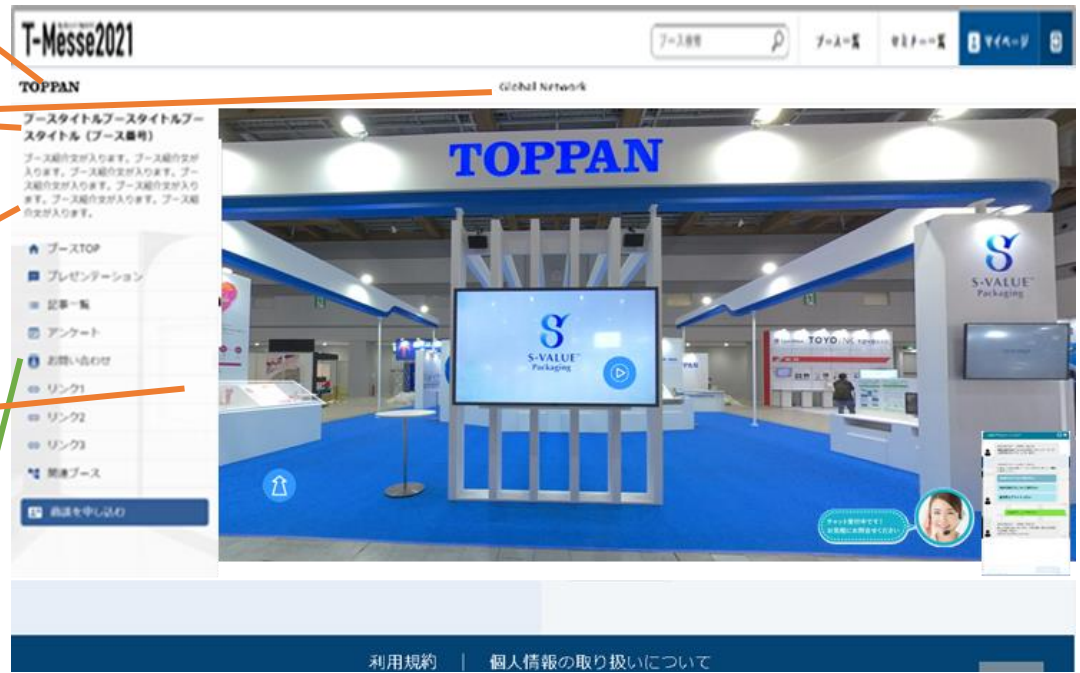 T-Messe2021
ブース検索
ブース一覧
セミナー一覧
マイページ
TOPPAN
Global Network
ブースタイトルブースタイトルブー
スタイトル (ブース番号)
ブース紹介文が入ります。ブース紹介文が
入ります。ブース紹介文が入ります。ブー
ス紹介文が入ります。ブース紹介文が入り
ます。ブース紹介文が入ります。ブース紹
介文が入ります。
ブースTOP
プレゼンテーション
記事一覧
アンケート
お問い合わせ
リンク1
リンク2
リンク3
関連ブース
商談を申し込む
TOPPAN
S-VALUE™
Packaging
S-VALUE™
Packaging
TOYO
チャット受付中です!
お気軽にお問合せください
利用規約 | 個人情報の取り扱いについて